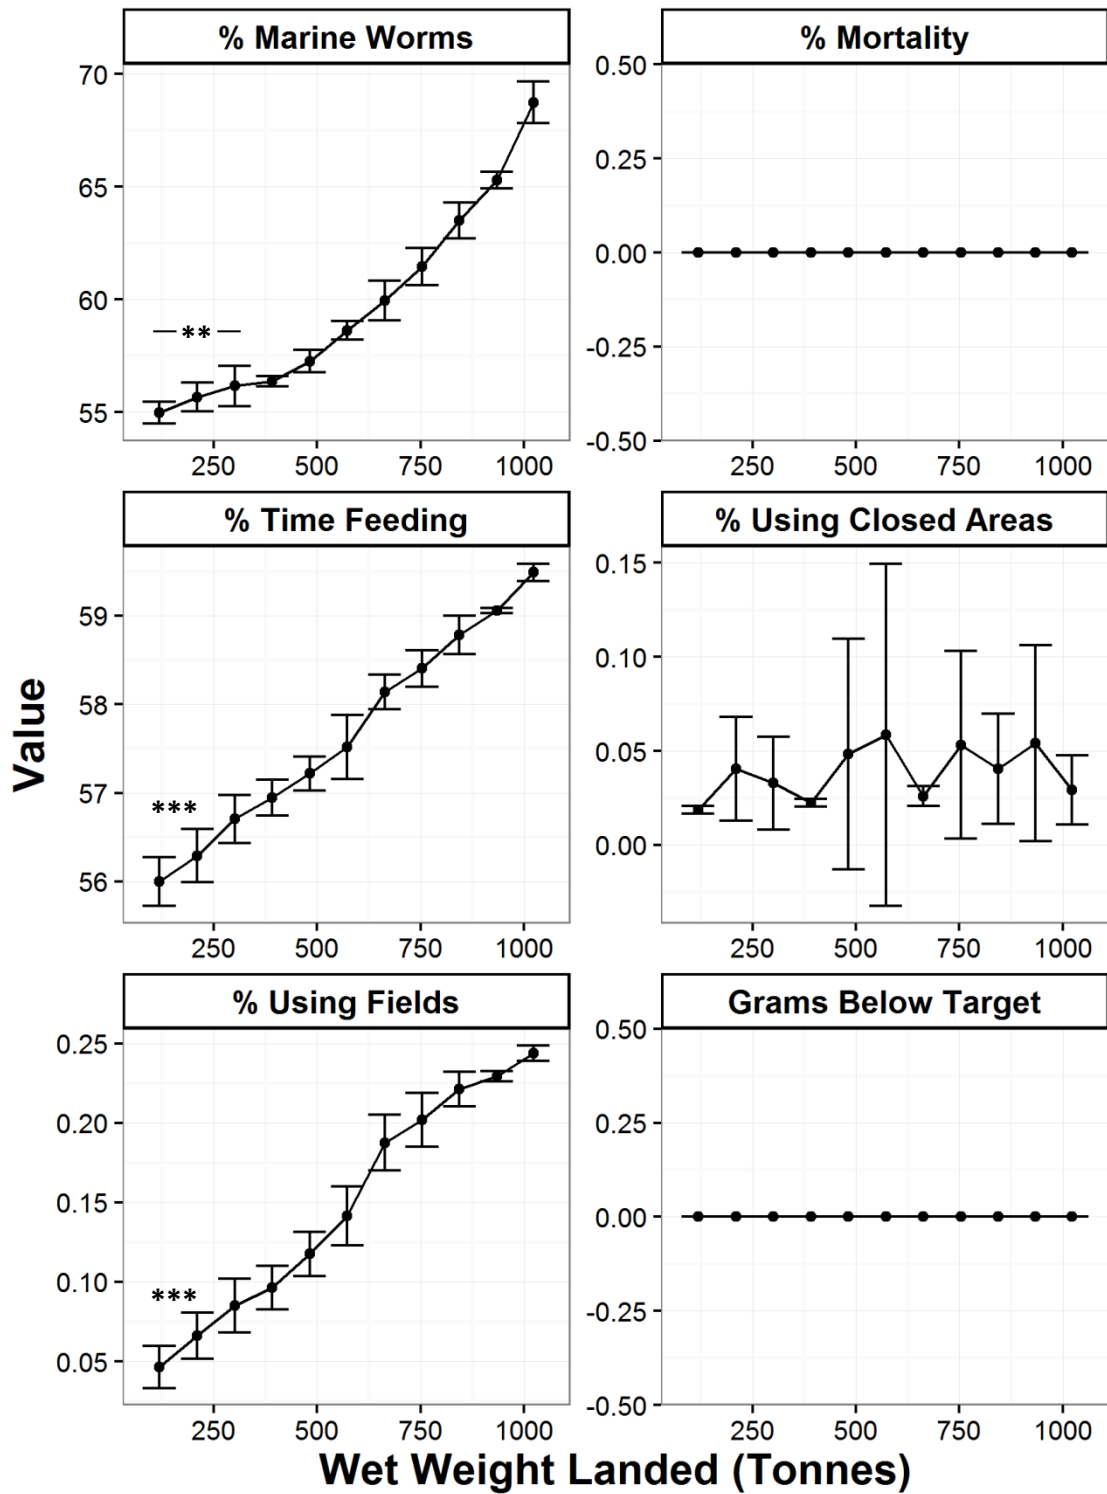 % Marine Worms
70
65
60
55
— ** —
250 500 750 1000
% Mortality
0.50
0.25
0.00
-0.25
-0.50
250 500 750 1000
% Time Feeding
59
58
57
56
***
250 500 750 1000
% Using Closed Areas
0.15
0.10
0.05
0.00
250 500 750 1000
% Using Fields
0.25
0.20
0.15
0.10
0.05
***
250 500 750 1000
Grams Below Target
0.50
0.25
0.00
-0.25
-0.50
250 500 750 1000
Value
Wet Weight Landed (Tonnes)